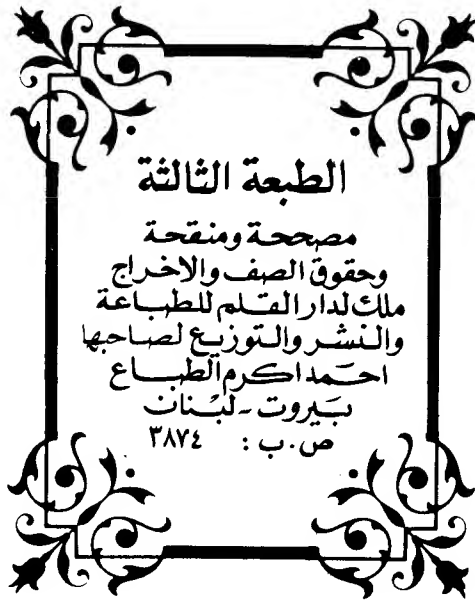 الطبعة الثالثة
مصححة ومنقحة
وحقوق الصف والاخراج
ملك لدار القلم للطباعة
والنشر والتوزيع لصاحبها
احمد اكرم الطباع
بيروت - لبنان
ص.ب : ٣٨٧٤